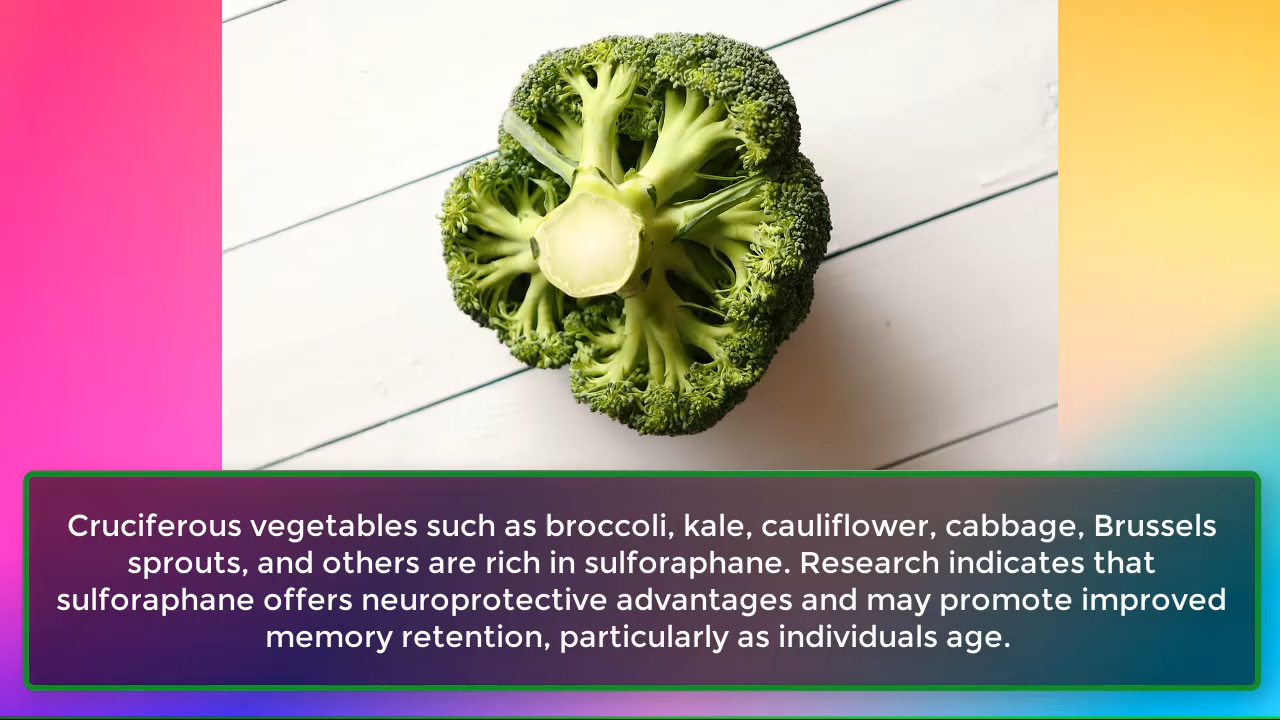 Cruciferous vegetables such as broccoli, kale, cauliflower, cabbage, Brussels
sprouts, and others are rich in sulforaphane. Research indicates that
sulforaphane offers neuroprotective advantages and may promote improved
memory retention, particularly as individuals age.